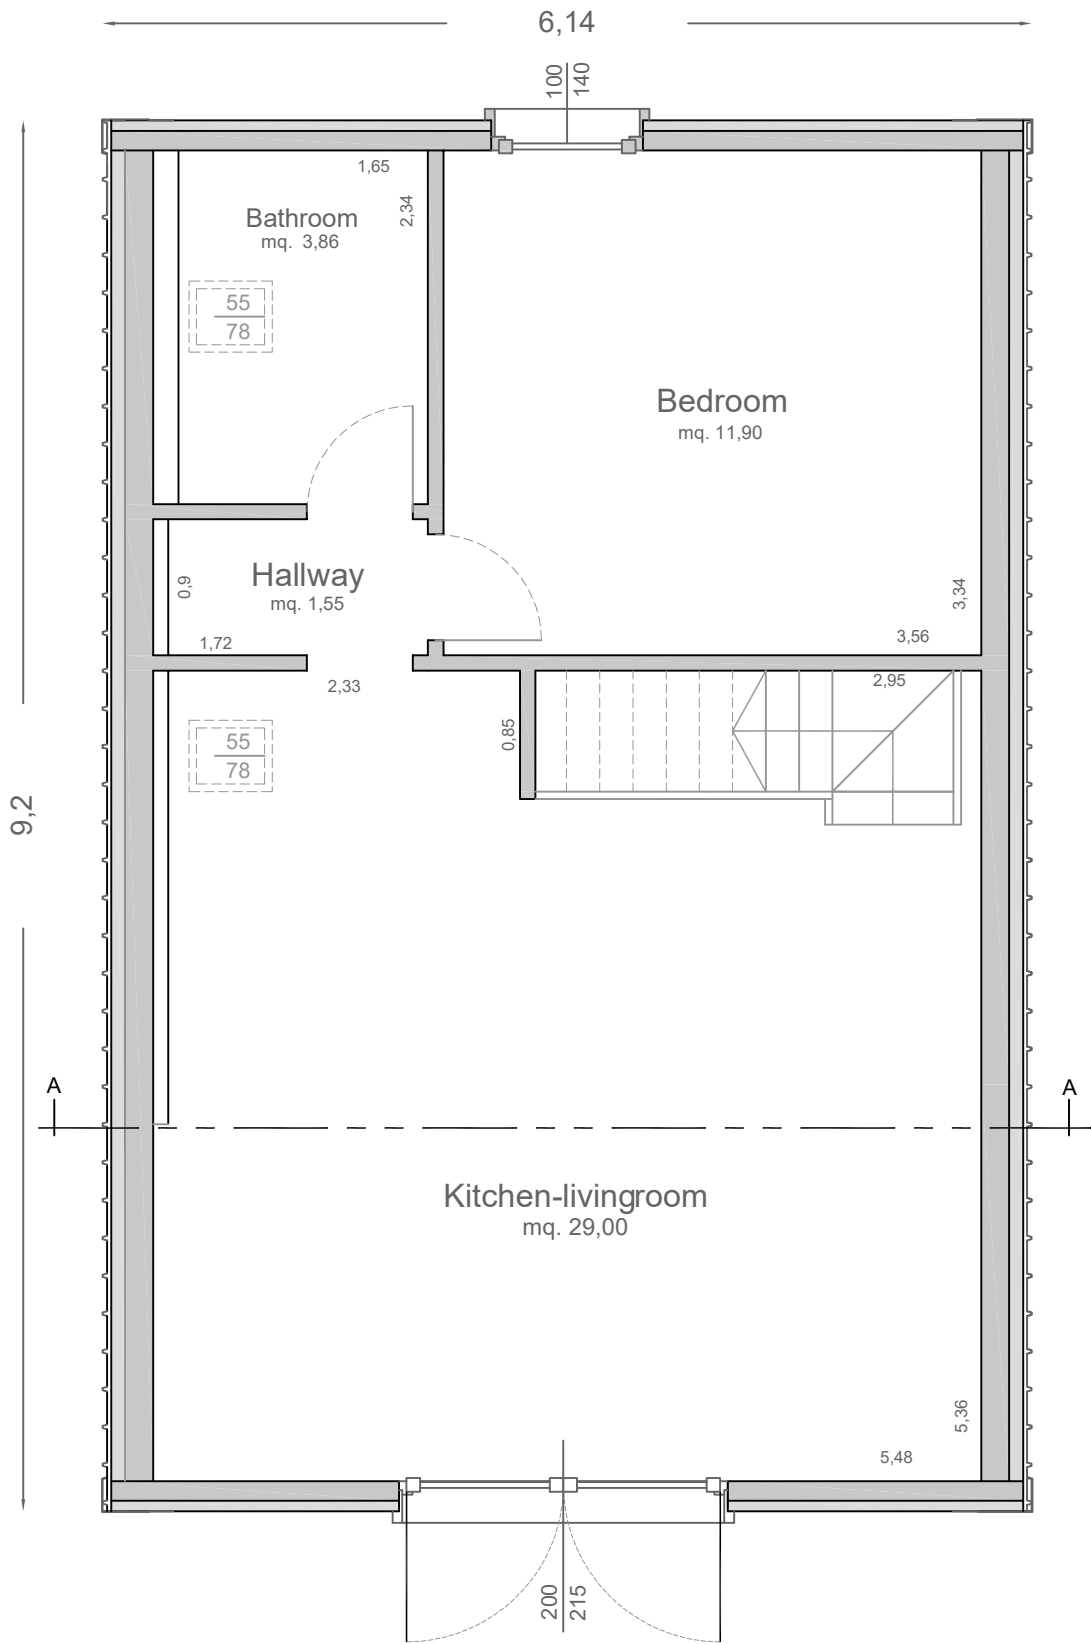 6,14
100
140
1,65
2,34
Bathroom
mq. 3,86
55
78
Bedroom
mq. 11,90
Hallway
mq. 1,55
0,9
1,72
3,34
3,56
2,33
2,95
0,85
55
78
9,2
A
A
Kitchen-livingroom
mq. 29,00
5,36
5,48
200
215